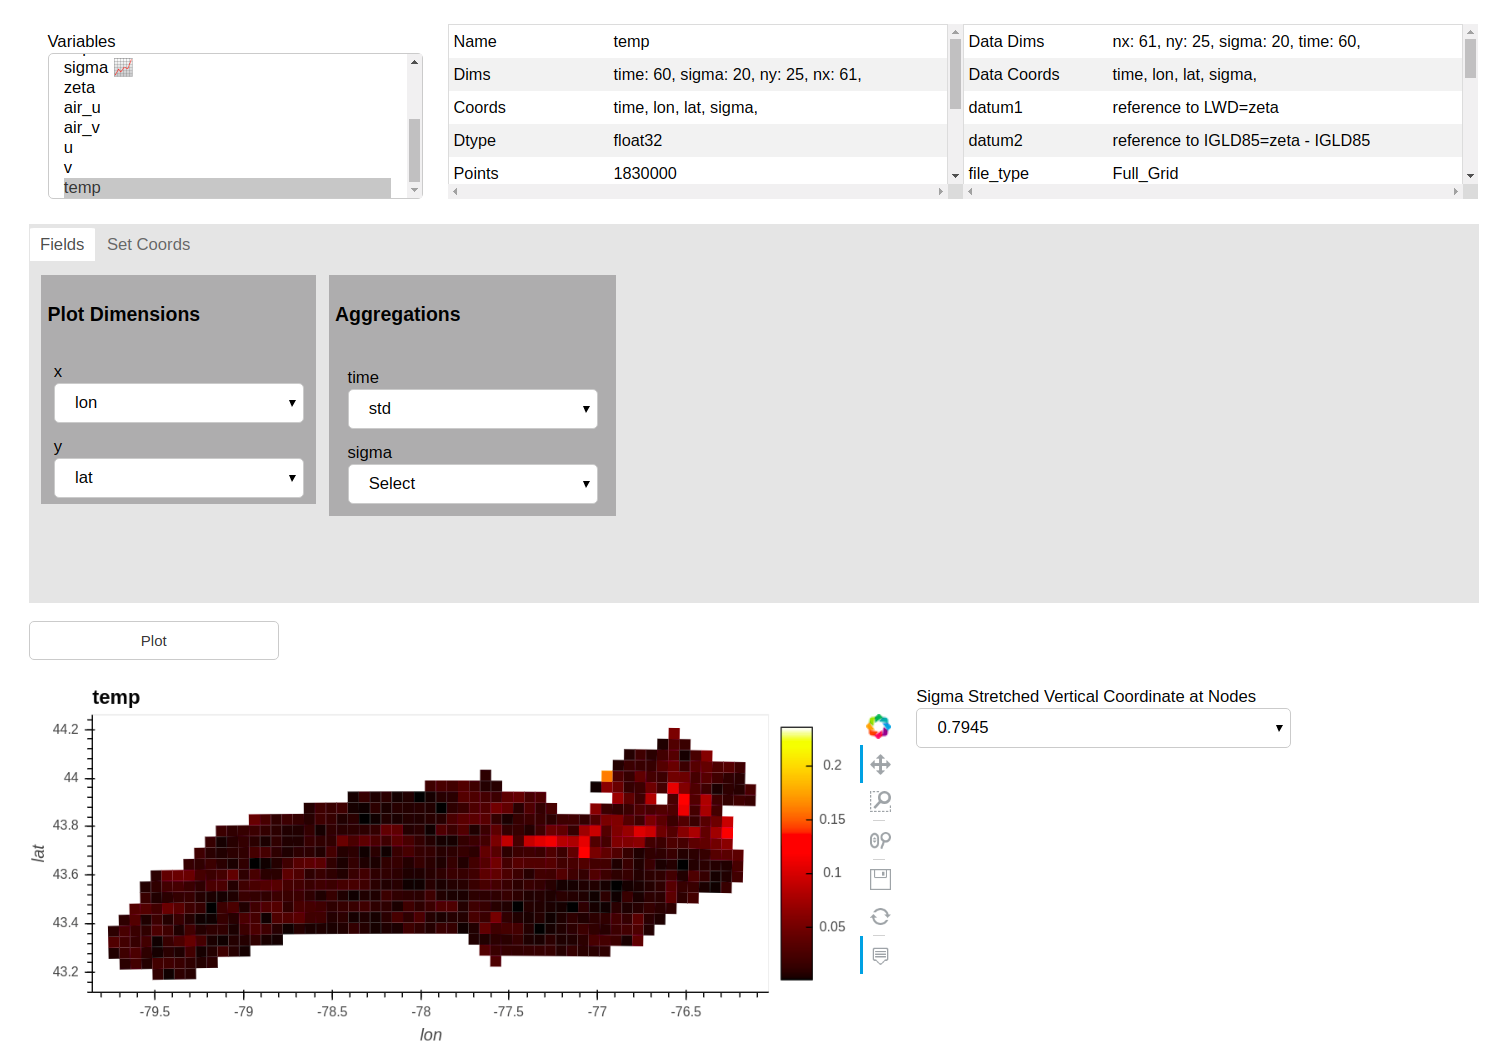 Variables
sigma 📈
zeta
air_u
air_v
u
v
temp
Name temp
Dims time: 60, sigma: 20, ny: 25, nx: 61,
Coords time, lon, lat, sigma,
Dtype float32
Points 1830000
Data Dims nx: 61, ny: 25, sigma: 20, time: 60,
Data Coords time, lon, lat, sigma,
datum1 reference to LWD=zeta
datum2 reference to IGLD85=zeta - IGLD85
file_type Full_Grid
Fields Set Coords
Plot Dimensions
x
lon
y
lat
Aggregations
time
std
sigma
Select
Plot
temp
44.2
44
43.8
43.6
43.4
43.2
lat
-79.5 -79 -78.5 -78 -77.5 -77 -76.5
lon
0.2
0.15
0.1
0.05
Sigma Stretched Vertical Coordinate at Nodes
0.7945